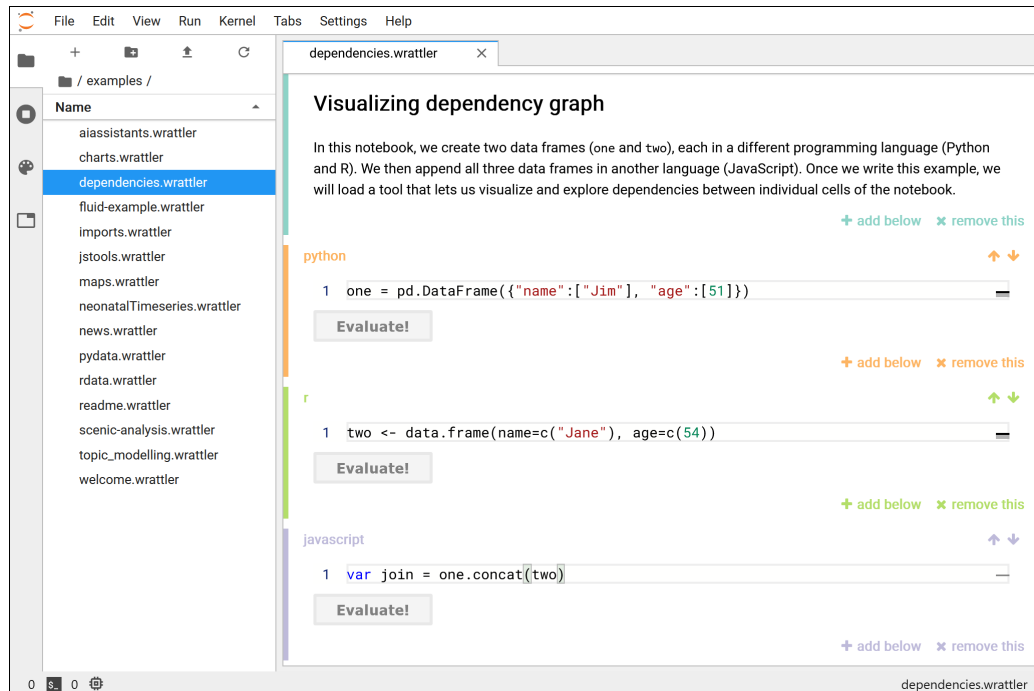 File Edit View Run Kernel Tabs Settings Help
/ examples /
Name
aiassistants.wrattler
charts.wrattler
dependencies.wrattler
fluid-example.wrattler
imports.wrattler
jstools.wrattler
maps.wrattler
neonatalTimeseries.wrattler
news.wrattler
pydata.wrattler
rdata.wrattler
readme.wrattler
scenic-analysis.wrattler
topic_modelling.wrattler
welcome.wrattler
dependencies.wrattler
Visualizing dependency graph
In this notebook, we create two data frames (one and two), each in a different programming language (Python
and R). We then append all three data frames in another language (JavaScript). Once we write this example, we
will load a tool that lets us visualize and explore dependencies between individual cells of the notebook.
add below remove this
python
1 one = pd.DataFrame({"name":["Jim"], "age":[51]})
Evaluate!
add below remove this
r
1 two <- data.frame(name=c("Jane"), age=c(54))
Evaluate!
add below remove this
javascript
1 var join = one.concat(two)
Evaluate!
add below remove this
0 $_ 0 dependencies.wrattler